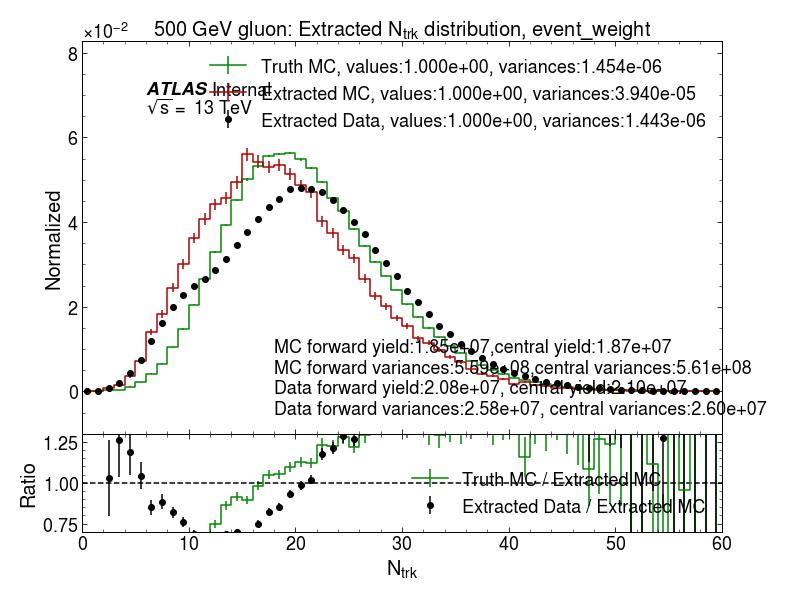 ×10⁻² 500 GeV gluon: Extracted Ntrk distribution, event_weight
Truth MC, values:1.000e+00, variances:1.454e-06
ATLAS Internal
Extracted MC, values:1.000e+00, variances:3.940e-05
√s = 13 TeV
Extracted Data, values:1.000e+00, variances:1.443e-06
8
6
4
2
0
Normalized
MC forward yield:1.85e+07,central yield:1.87e+07
MC forward variances:5.59e+08,central variances:5.61e+08
Data forward yield:2.08e+07, central yield:2.10e+07
Data forward variances:2.58e+07, central variances:2.60e+07
1.25
1.00
0.75
Ratio
Truth MC / Extracted MC
Extracted Data / Extracted MC
0 10 20 30 40 50 60
Ntrk